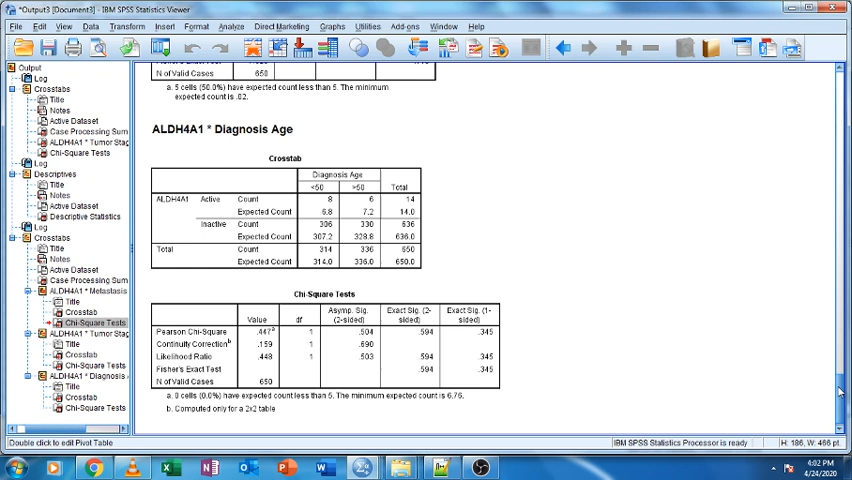 *Output3 [Document3] - IBM SPSS Statistics Viewer
File Edit View Data Transform Insert Format Analyze Direct Marketing Graphs Utilities Add-ons Window Help
Output
Log
Crosstabs
Title
Notes
Active Dataset
Case Processing Sum
ALDH4A1 * Tumor Stag
Chi-Square Tests
Log
Descriptives
Title
Notes
Active Dataset
Descriptive Statistics
Log
Crosstabs
Title
Notes
Active Dataset
Case Processing Sum
ALDH4A1 * Metastasis
Title
Crosstab
Chi-Square Tests
ALDH4A1 * Tumor Stag
Title
Crosstab
Chi-Square Tests
ALDH4A1 * Diagnosis
Title
Crosstab
Chi-Square Tests
N of Valid Cases 650
a. 5 cells (50.0%) have expected count less than 5. The minimum
expected count is .02.
ALDH4A1 * Diagnosis Age
Crosstab
Diagnosis Age
<50 >50 Total
ALDH4A1 Active Count 8 6 14
Expected Count 6.8 7.2 14.0
Inactive Count 306 330 636
Expected Count 307.2 328.8 636.0
Total Count 314 336 650
Expected Count 314.0 336.0 650.0
Chi-Square Tests
Value df Asymp. Sig. (2-sided) Exact Sig. (2-sided) Exact Sig. (1-sided)
Pearson Chi-Square .447a 1 .504 .594 .345
Continuity Correctionb .159 1 .690
Likelihood Ratio .448 1 .503 .594 .345
Fisher's Exact Test .594 .345
N of Valid Cases 650
a. 0 cells (0.0%) have expected count less than 5. The minimum expected count is 6.76.
b. Computed only for a 2x2 table
Double click to edit Pivot Table
IBM SPSS Statistics Processor is ready
H: 186, W: 466 pt
4:02 PM
4/24/2020